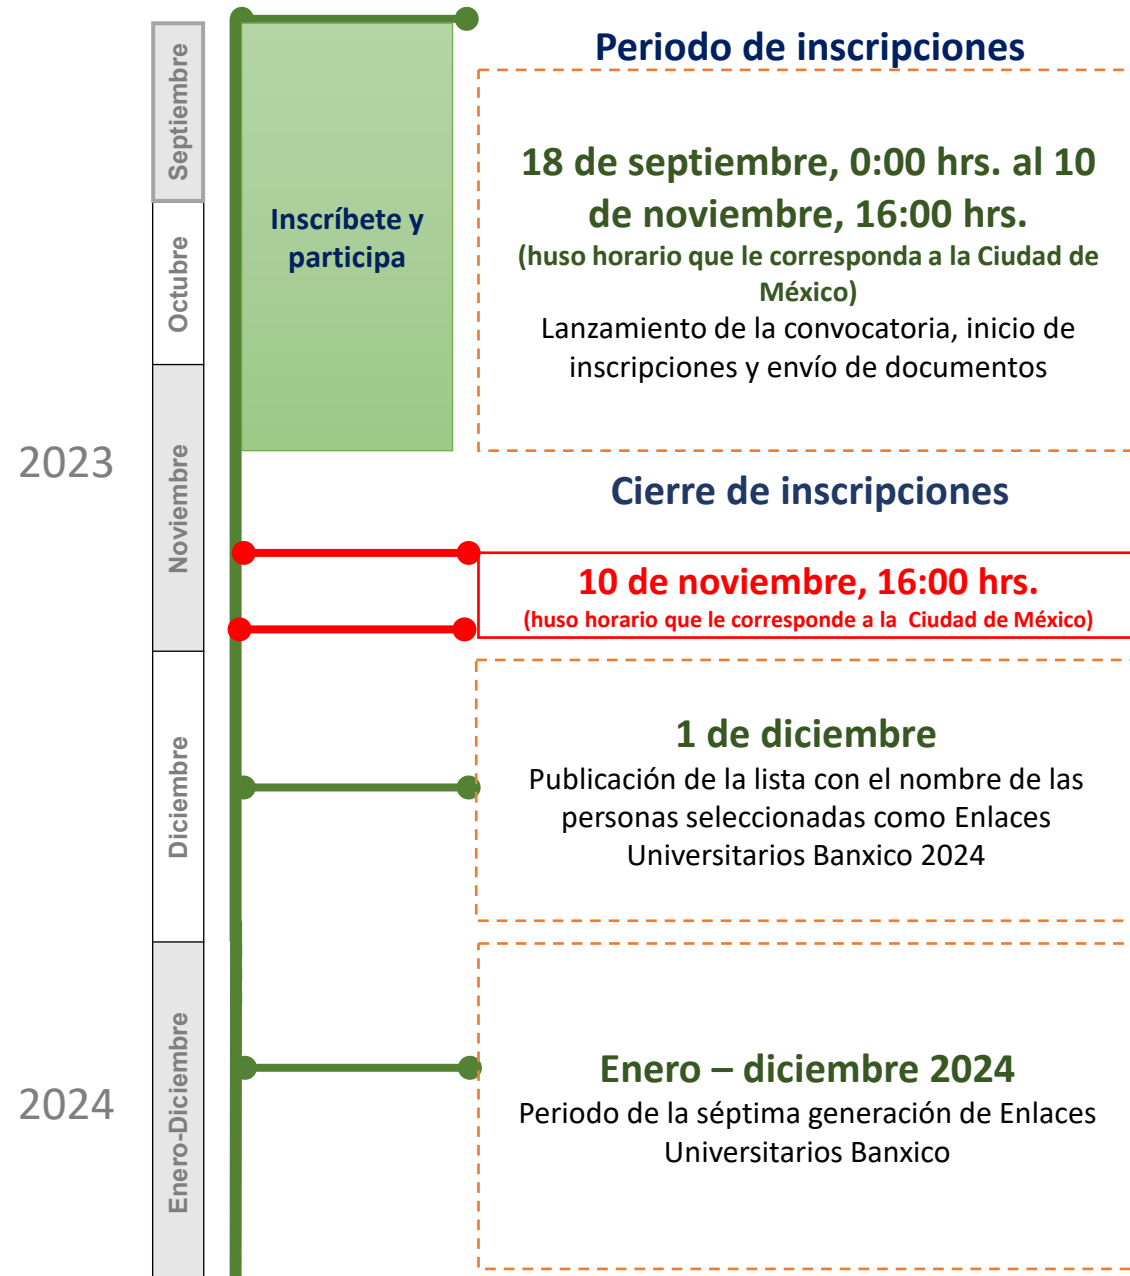 Periodo de inscripciones
Septiembre
18 de septiembre, 0:00 hrs. al 10
de noviembre, 16:00 hrs.
(huso horario que le corresponda a la Ciudad de
México)
Lanzamiento de la convocatoria, inicio de
inscripciones y envío de documentos
Inscríbete y
participa
Octubre
2023
Noviembre
Cierre de inscripciones
10 de noviembre, 16:00 hrs.
(huso horario que le corresponde a la Ciudad de México)
Diciembre
1 de diciembre
Publicación de la lista con el nombre de las
personas seleccionadas como Enlaces
Universitarios Banxico 2024
2024
Enero-Diciembre
Enero – diciembre 2024
Periodo de la séptima generación de Enlaces
Universitarios Banxico